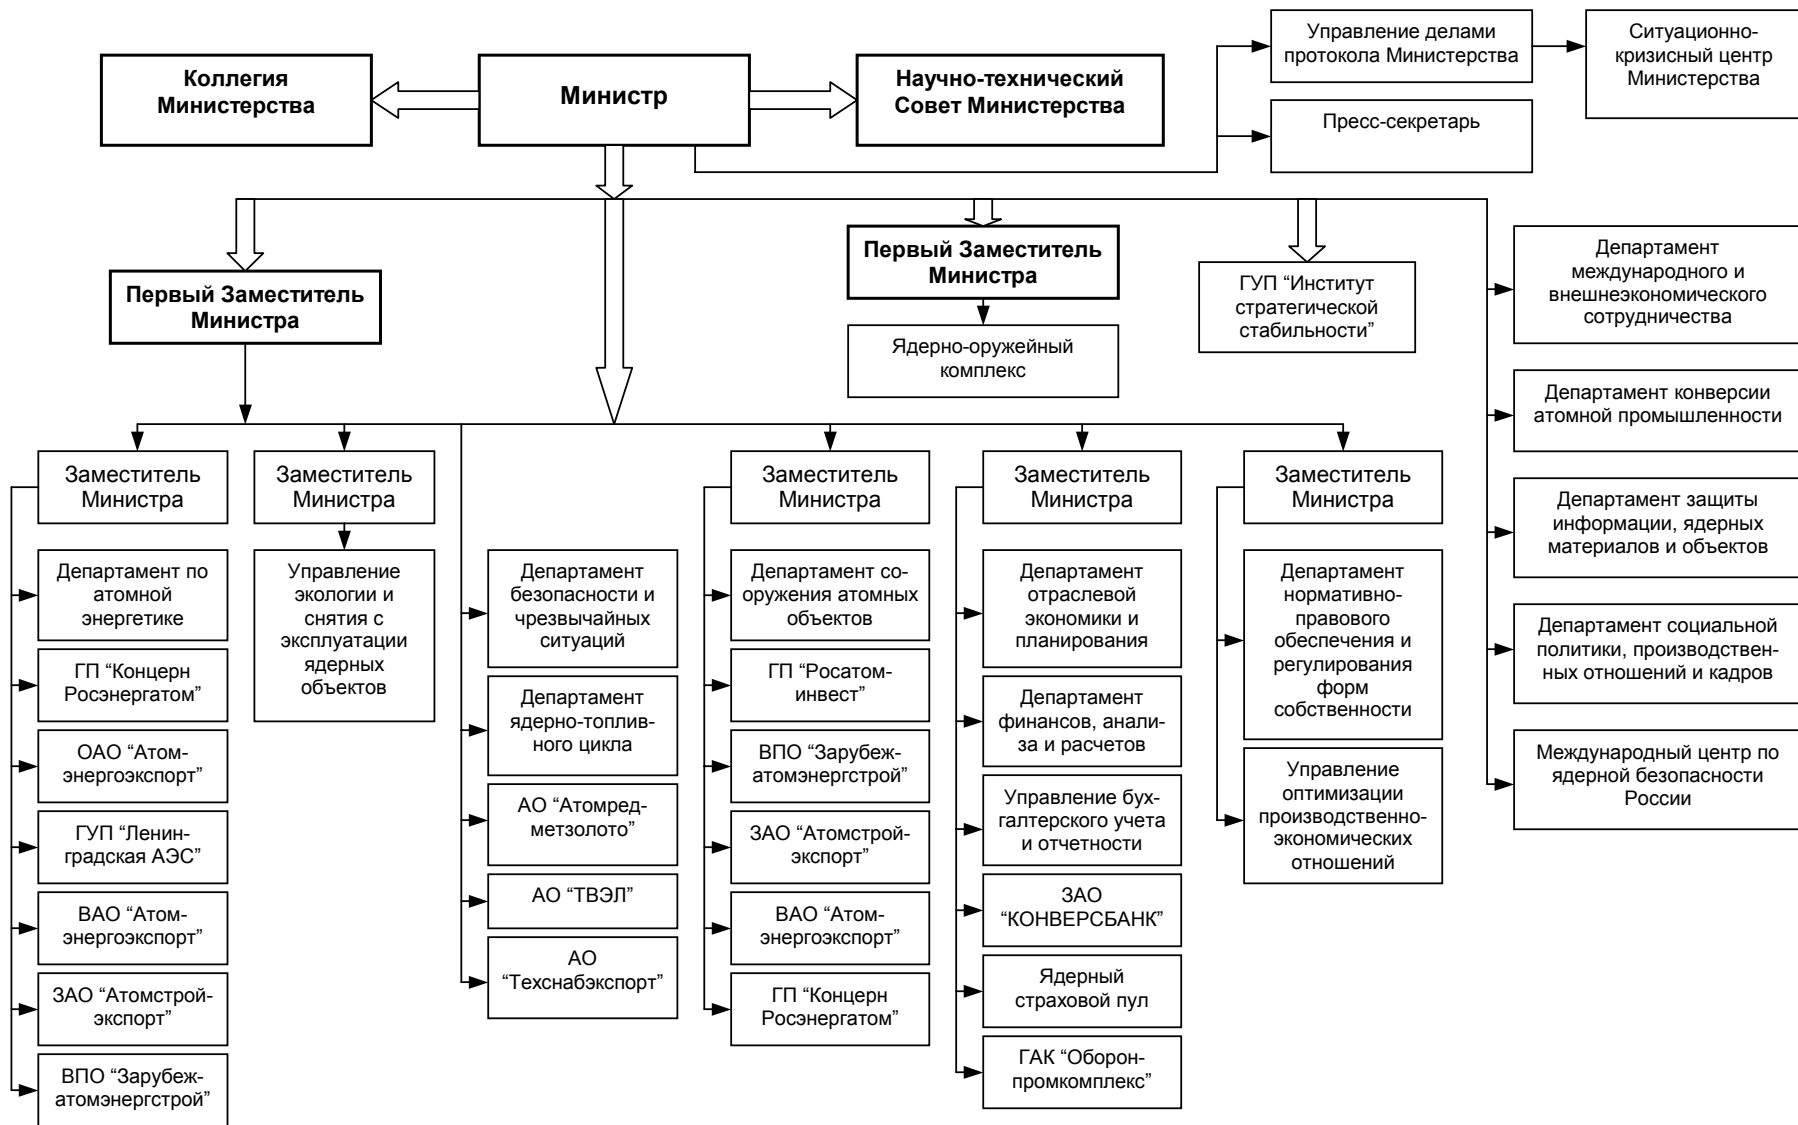 Управление делами
протокола Министерства
Ситуационно-
кризисный центр
Министерства
Коллегия
Министерства
Министр
Научно-технический
Совет Министерства
Пресс-секретарь
Первый Заместитель
Министра
Первый Заместитель
Министра
Ядерно-оружейный
комплекс
ГУП “Институт
стратегической
стабильности”
Департамент
международного и
внешнеэкономического
сотрудничества
Департамент конверсии
атомной промышленности
Департамент защиты
информации, ядерных
материалов и объектов
Департамент социальной
политики, производствен-
ных отношений и кадров
Международный центр по
ядерной безопасности
России
Заместитель
Министра
Департамент по
атомной
энергетике
ГП “Концерн
Росэнергатом”
ОАО “Атом-
энергоэкспорт”
ГУП “Ленин-
градская АЭС”
ВАО “Атом-
энергоэкспорт”
ЗАО “Атомстрой-
экспорт”
ВПО “Зарубеж-
атомэнергстрой”
Заместитель
Министра
Управление
экологии и
снятия с
эксплуатации
ядерных
объектов
Департамент
безопасности и
чрезвычайных
ситуаций
Департамент
ядерно-топлив-
ного цикла
АО “Атомред-
метзолото”
АО “ТВЭЛ”
АО
“Техснабэкспорт”
Заместитель
Министра
Департамент со-
оружения атомных
объектов
ГП “Росатом-
инвест”
ВПО “Зарубеж-
атомэнергстрой”
ЗАО “Атомстрой-
экспорт”
ВАО “Атом-
энергоэкспорт”
ГП “Концерн
Росэнергатом”
Заместитель
Министра
Департамент
отраслевой
экономики и
планирования
Департамент
финансов, анали-
за и расчетов
Управление бух-
галтерского учета
и отчетности
ЗАО
“КОНВЕРСБАНК”
Ядерный
страховой пул
ГАК “Оборон-
промкомплекс”
Заместитель
Министра
Департамент
нормативно-
правового
обеспечения и
регулирования
форм
собственности
Управление
оптимизации
производственно-
экономических
отношений